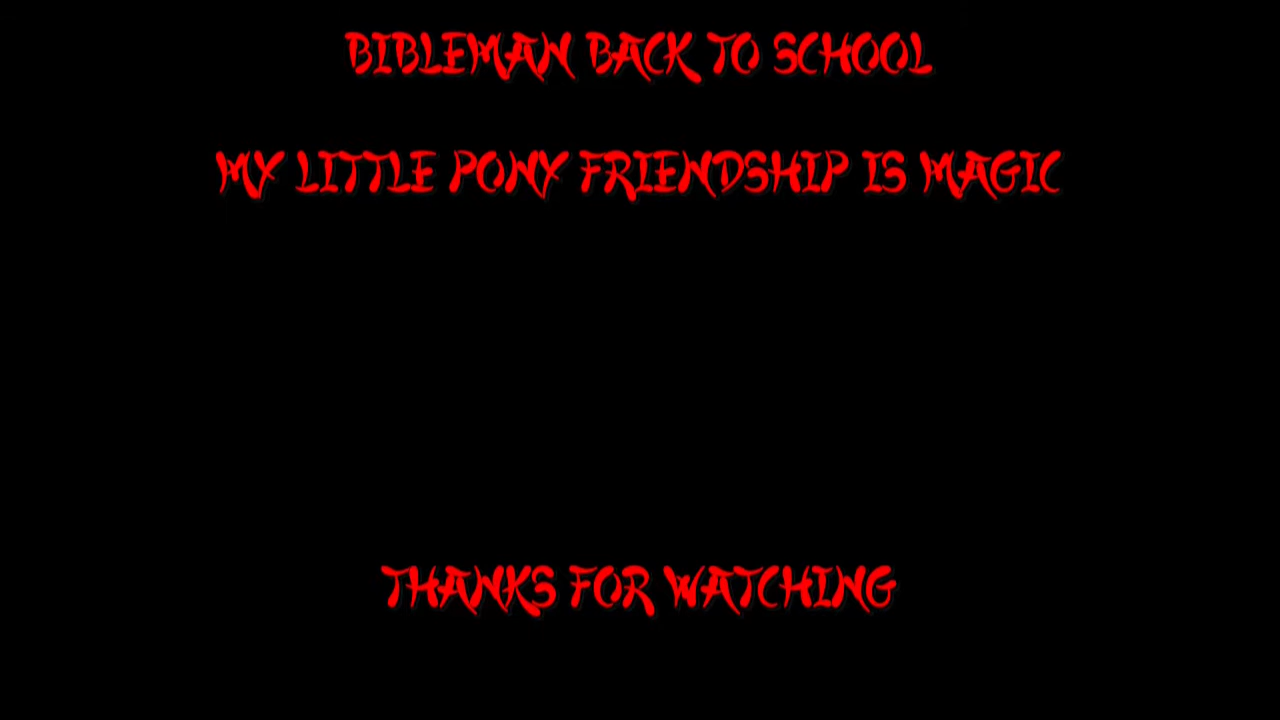 BIBLEMAN BACK TO SCHOOL
MY LITTLE PONY FRIENDSHIP IS MAGIC
THANKS FOR WATCHING